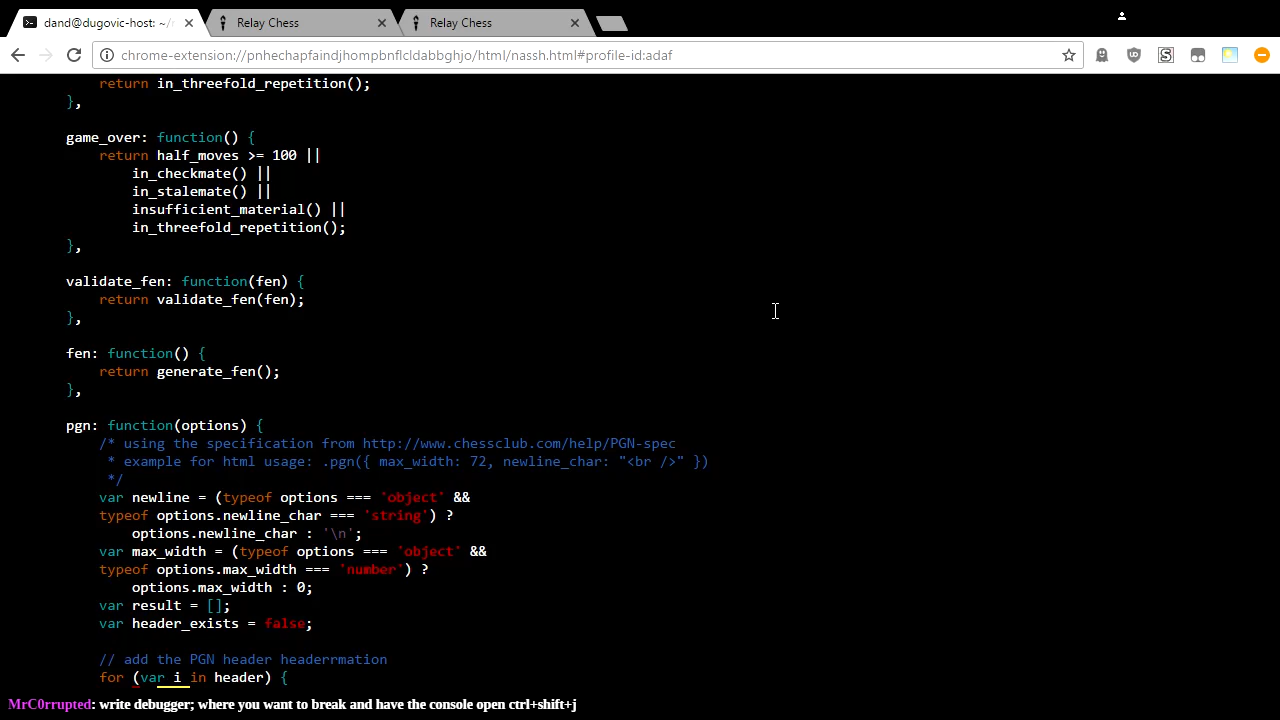 dand@dugovic-host: ~/r
Relay Chess
Relay Chess
chrome-extension://pnhechapfaindjhompbnflcldabbghjo/html/nassh.html#profile-id:adaf
return in_threefold_repetition();
},
game_over: function() {
return half_moves >= 100 ||
in_checkmate() ||
in_stalemate() ||
insufficient_material() ||
in_threefold_repetition();
},
validate_fen: function(fen) {
return validate_fen(fen);
},
fen: function() {
return generate_fen();
},
pgn: function(options) {
/* using the specification from http://www.chessclub.com/help/PGN-spec
* example for html usage: .pgn({ max_width: 72, newline_char: "<br />" })
*/
var newline = (typeof options === 'object' &&
typeof options.newline_char === 'string') ?
options.newline_char : '\n';
var max_width = (typeof options === 'object' &&
typeof options.max_width === 'number') ?
options.max_width : 0;
var result = [];
var header_exists = false;
// add the PGN header headerrmation
for (var i in header) {
MrC0rrupted: write debugger; where you want to break and have the console open ctrl+shift+j